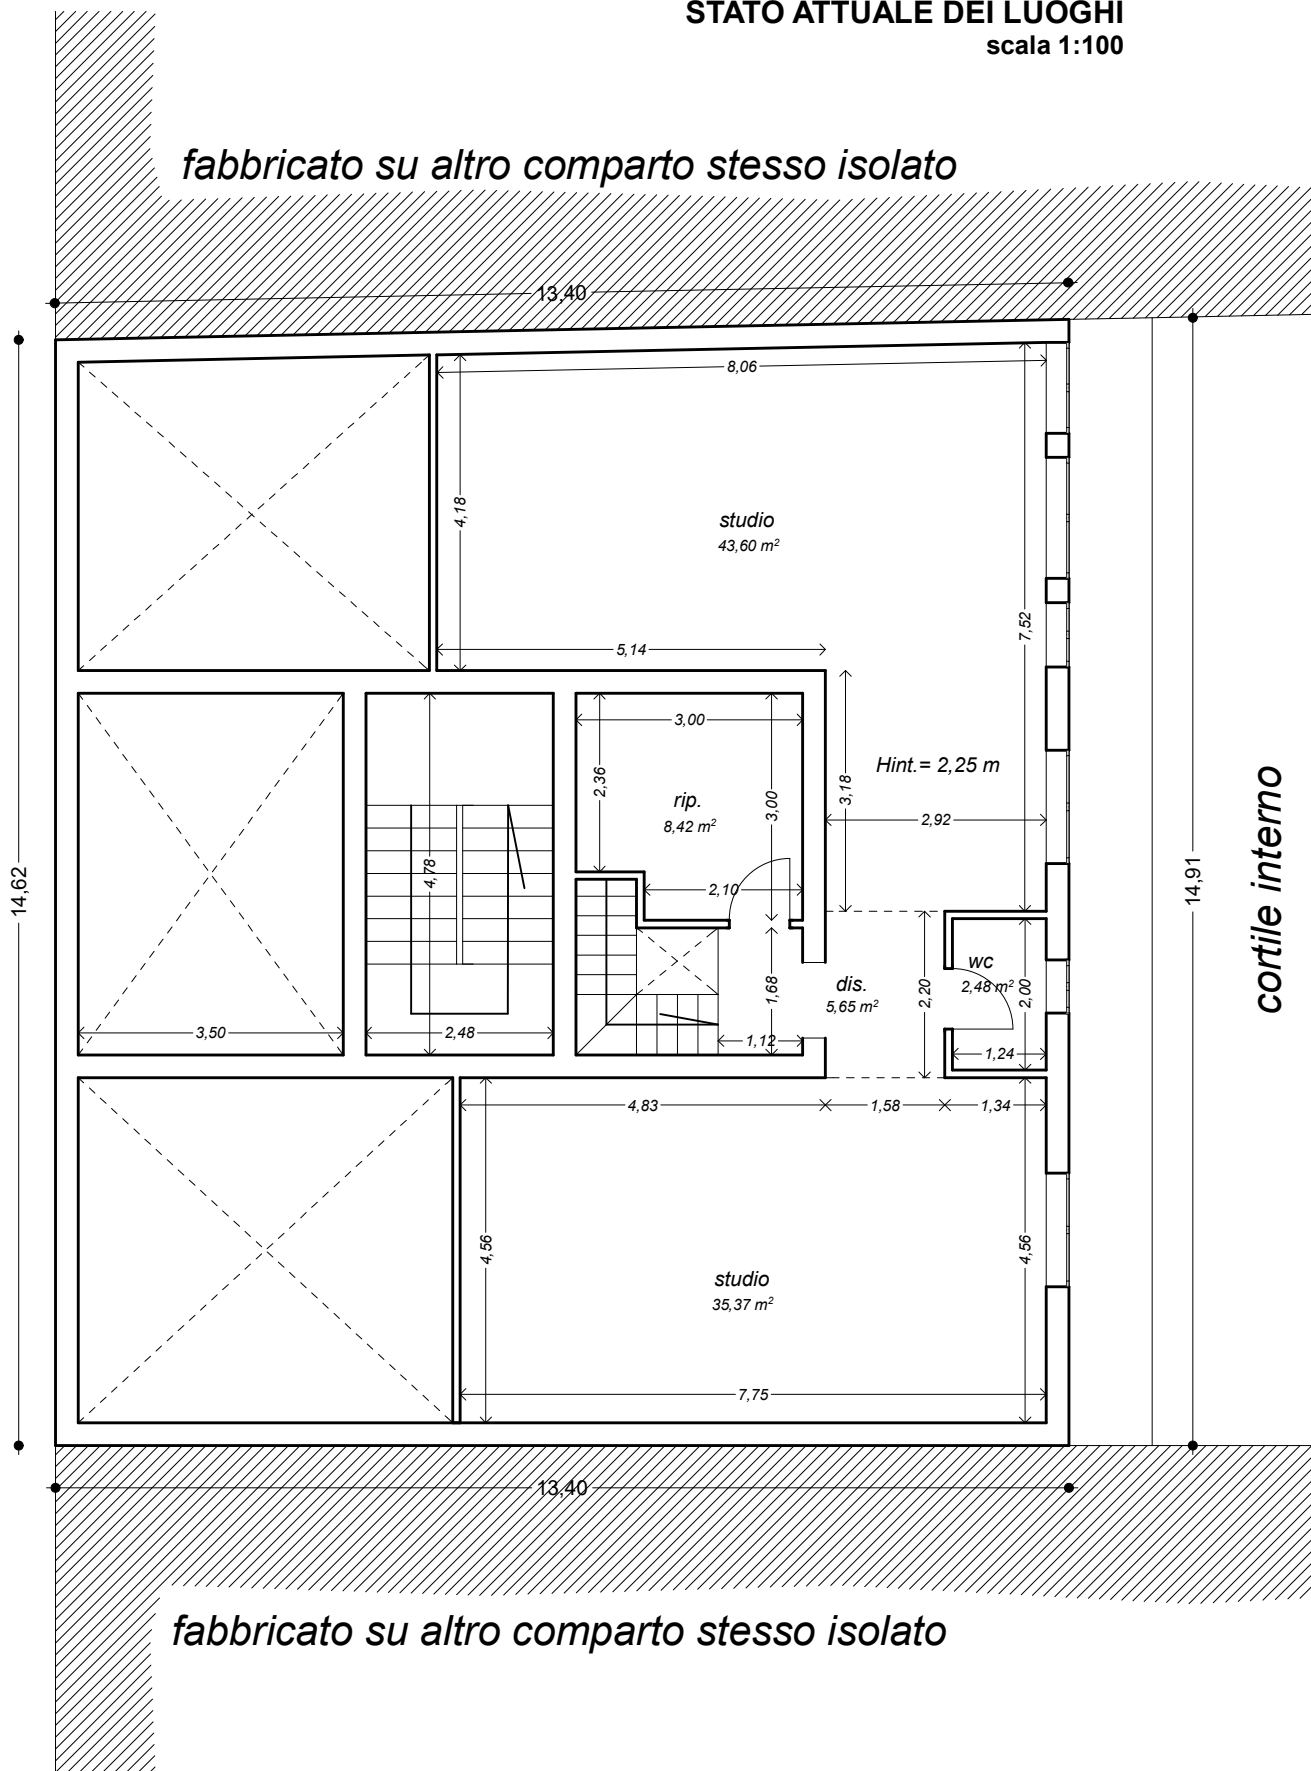 STATO ATTUALE DEI LUOGHI
scala 1:100
fabbricato su altro comparto stesso isolato
13,40
8,06
4,18
studio
43,60 m²
7,52
5,14
3,00
2,36
rip.
8,42 m²
3,00
3,18
Hint.= 2,25 m
2,92
2,10
4,78
14,62
14,91
cortile interno
wc
2,48 m²
2,00
dis.
5,65 m²
2,20
1,68
3,50
2,48
1,12
1,24
4,83
1,58
1,34
4,56
4,56
studio
35,37 m²
7,75
13,40
fabbricato su altro comparto stesso isolato